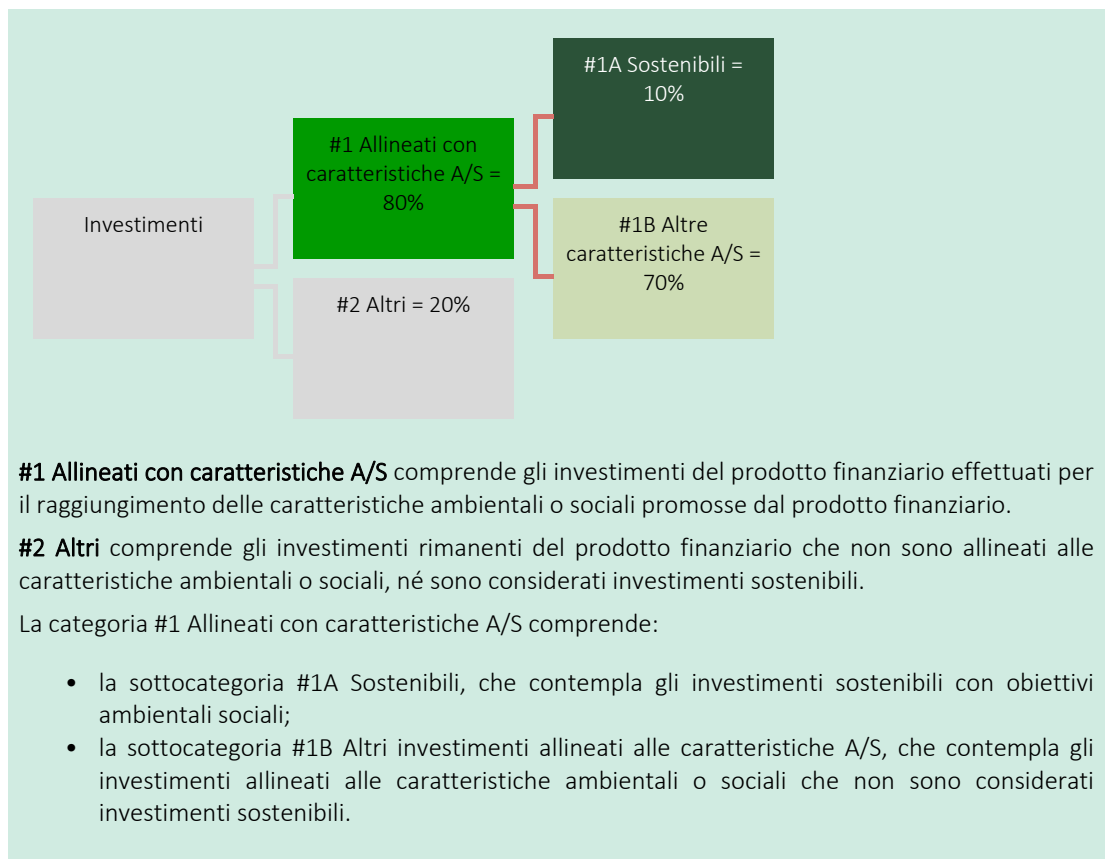 #1A Sostenibili =
10%
#1 Allineati con
caratteristiche A/S =
80%
Investimenti
#1B Altre
caratteristiche A/S =
70%
#2 Altri = 20%
#1 Allineati con caratteristiche A/S comprende gli investimenti del prodotto finanziario effettuati per
il raggiungimento delle caratteristiche ambientali o sociali promosse dal prodotto finanziario.
#2 Altri comprende gli investimenti rimanenti del prodotto finanziario che non sono allineati alle
caratteristiche ambientali o sociali, né sono considerati investimenti sostenibili.
La categoria #1 Allineati con caratteristiche A/S comprende:
• la sottocategoria #1A Sostenibili, che contempla gli investimenti sostenibili con obiettivi
ambientali sociali;
• la sottocategoria #1B Altri investimenti allineati alle caratteristiche A/S, che contempla gli
investimenti allineati alle caratteristiche ambientali o sociali che non sono considerati
investimenti sostenibili.